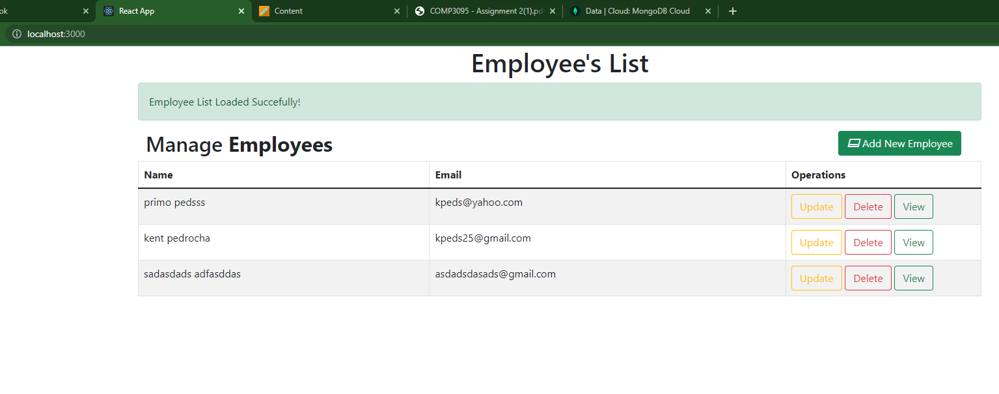 ok React App Content COMP3095 - Assignment 2(1).pd Data | Cloud: MongoDB Cloud
localhost:3000
Employee's List
Employee List Loaded Succefully!
Manage Employees Add New Employee
Name Email Operations
primo pedsss kpeds@yahoo.com Update Delete View
kent pedrocha kpeds25@gmail.com Update Delete View
sadasdads adfasddas asdadsdasads@gmail.com Update Delete View